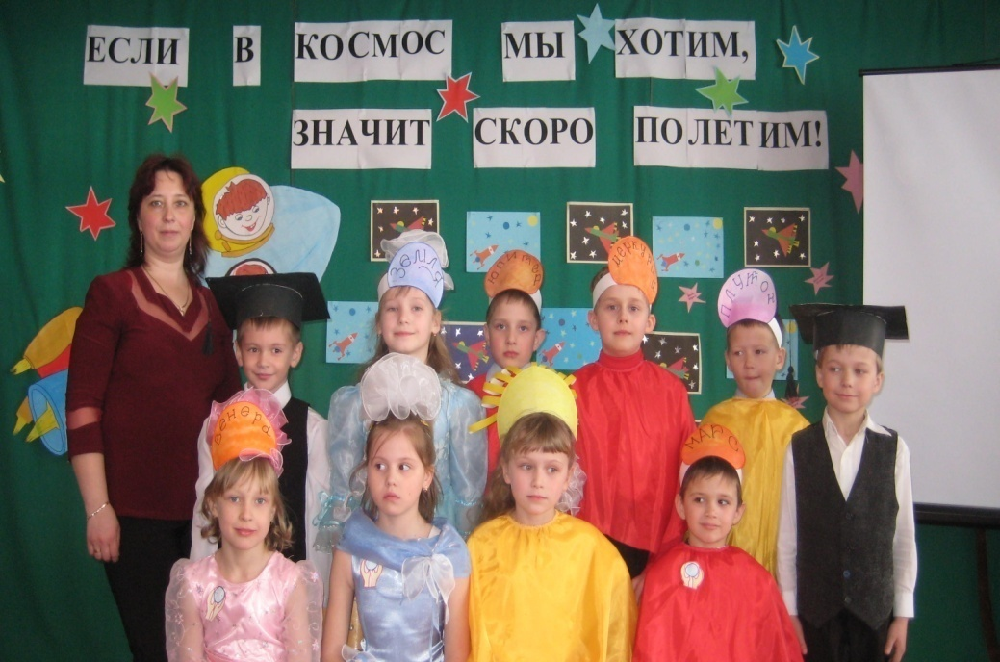 ЕСЛИ В КОСМОС МЫ ХОТИМ,
ЗНАЧИТ СКОРО ПОЛЕТИМ!
ЗЕМЛЯ
ЮПИТЕР
МЕРКУРИЙ
ПЛУТОН
ВЕНЕРА
МАРС